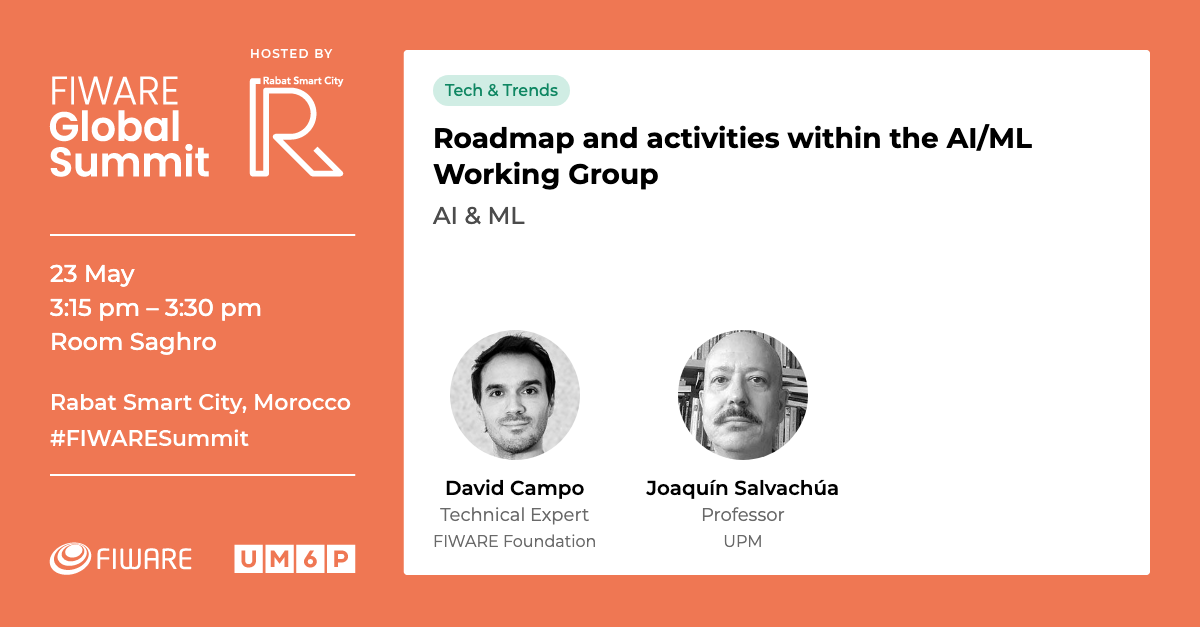 HOSTED BY
FIWARE
Global
Summit
Rabat Smart City
R
23 May
3:15 pm – 3:30 pm
Room Saghro
Rabat Smart City, Morocco
#FIWARESummit
FIWARE
UM6P
Tech & Trends
Roadmap and activities within the AI/ML
Working Group
AI & ML
David Campo
Technical Expert
FIWARE Foundation
Joaquín Salvachúa
Professor
UPM